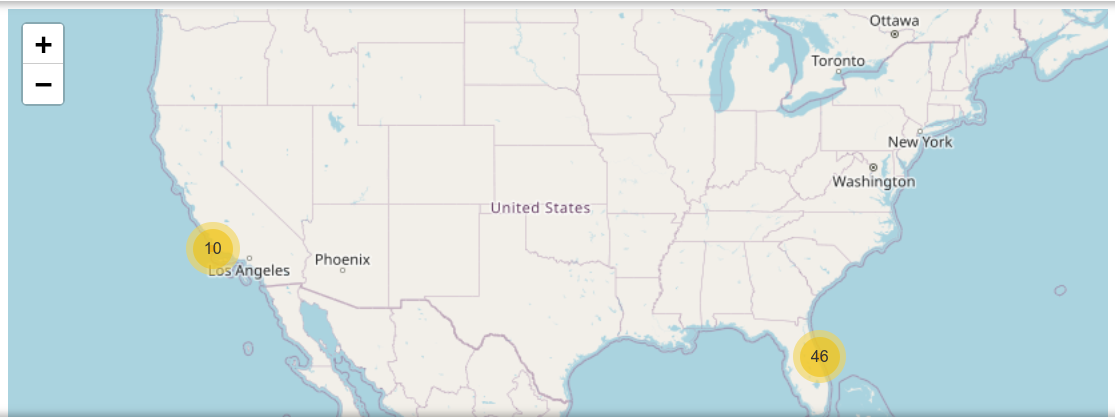 +
−
Ottawa
Toronto
New York
Washington
United States
10
Los Angeles
Phoenix
46